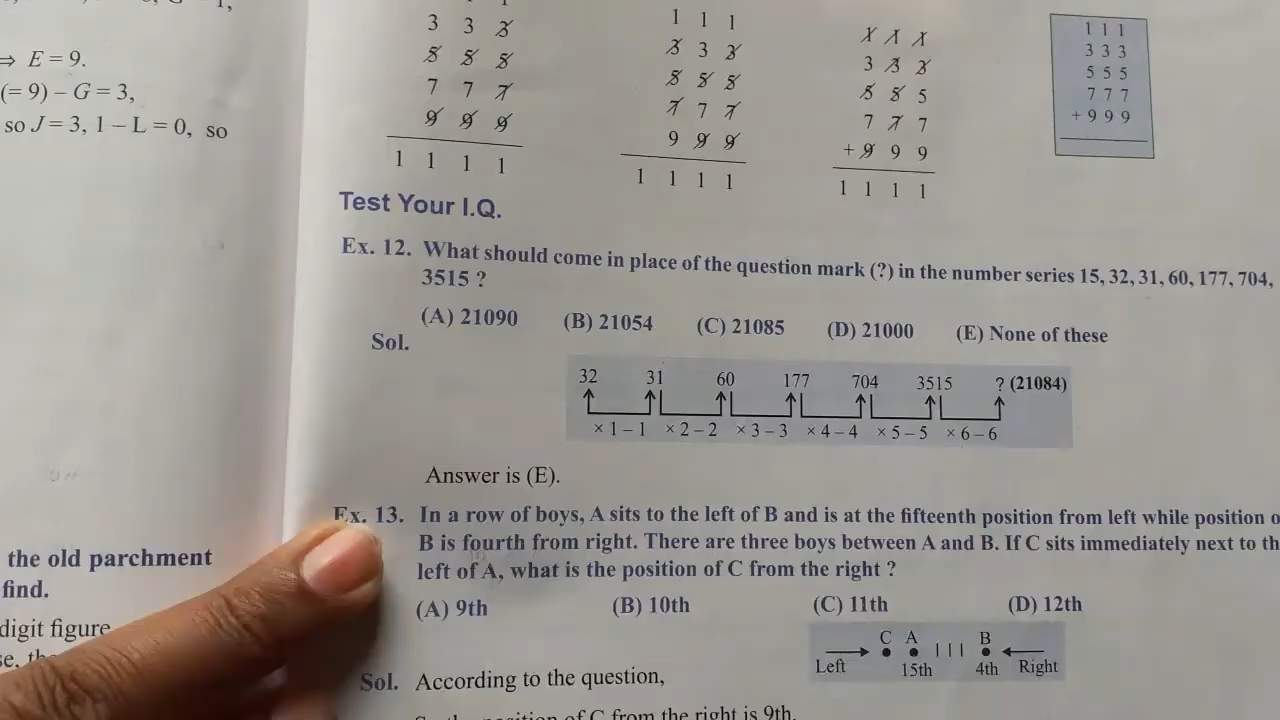 ⇒ E = 9.
(= 9) – G = 3,
so J = 3, 1 – L = 0, so
the old parchment
find.
digit figure
3 3 3
5 5 5
7 7 7
9 9 9
1 1 1 1
1 1 1
3 3 3
5 5 5
7 7 7
9 9 9
1 1 1 1
1 1 1
3 3 3
5 5 5
7 7 7
+ 9 9 9
1 1 1 1
1 1 1
3 3 3
5 5 5
7 7 7
+ 9 9 9
Test Your I.Q.
Ex. 12. What should come in place of the question mark (?) in the number series 15, 32, 31, 60, 177, 704,
3515 ?
(A) 21090 (B) 21054 (C) 21085 (D) 21000 (E) None of these
Sol.
32 31 60 177 704 3515 ? (21084)
× 1 – 1 × 2 – 2 × 3 – 3 × 4 – 4 × 5 – 5 × 6 – 6
Answer is (E).
Ex. 13. In a row of boys, A sits to the left of B and is at the fifteenth position from left while position
B is fourth from right. There are three boys between A and B. If C sits immediately next to
left of A, what is the position of C from the right ?
(A) 9th (B) 10th (C) 11th (D) 12th
C A | | | B
Left 15th 4th Right
Sol. According to the question,
position of C from the right is 9th.